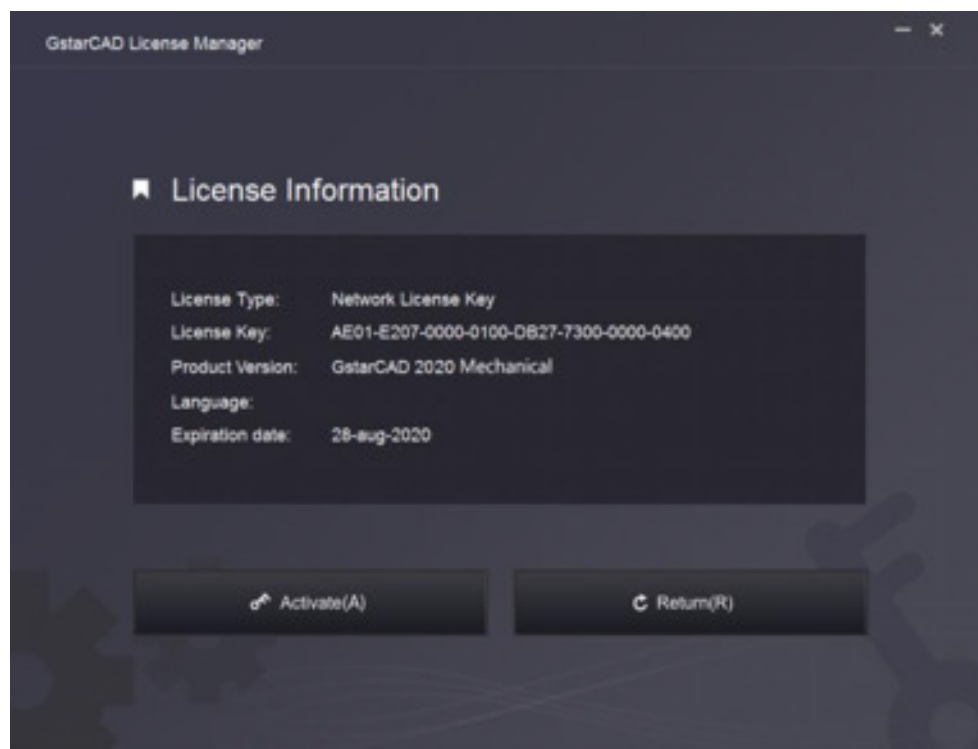 GstarCAD License Manager
License Information
License Type: Network License Key
License Key: AE01-E207-0000-0100-DB27-7300-0000-0400
Product Version: GstarCAD 2020 Mechanical
Language:
Expiration date: 28-aug-2020
Activate(A) Return(R)